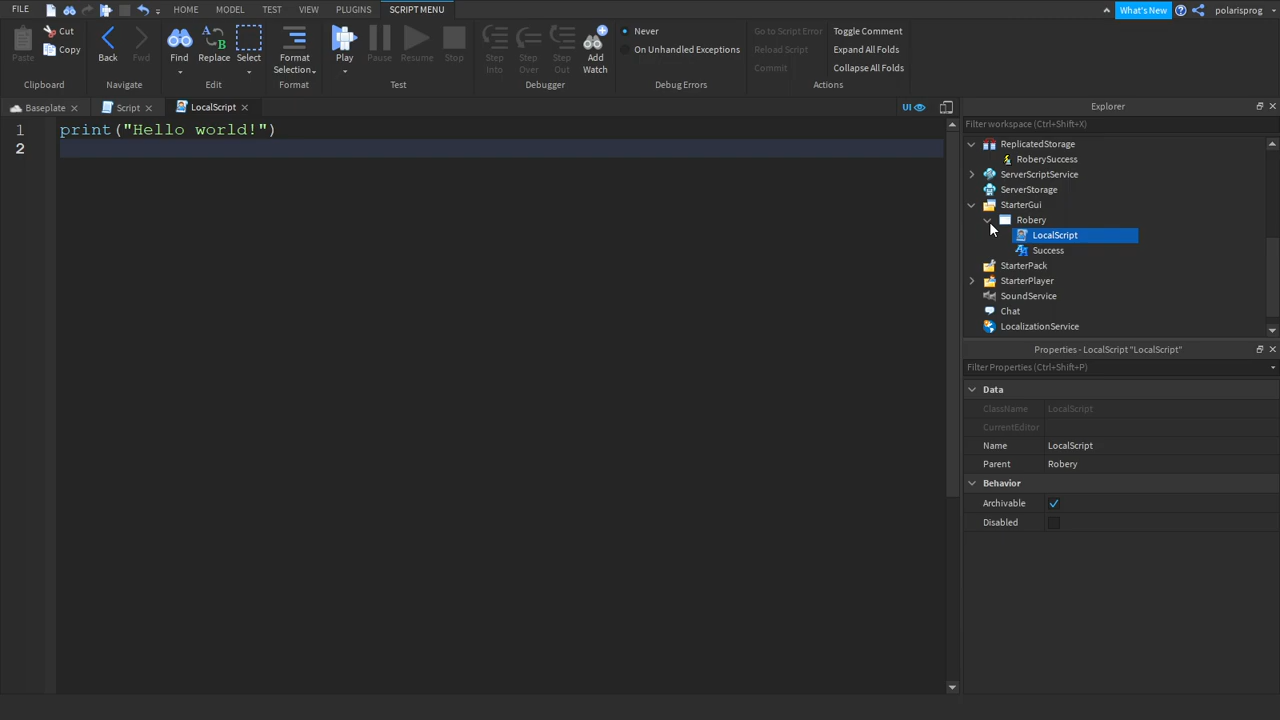 FILE HOME MODEL TEST VIEW PLUGINS SCRIPT MENU What's New polarisprog
Paste Cut Copy Back Fwd Find Replace Select Format Selection Play Pause Resume Stop Step Into Step Over Step Out Add Watch Never On Unhandled Exceptions Go to Script Error Reload Script Commit Toggle Comment Expand All Folds Collapse All Folds
Clipboard Navigate Edit Format Test Debugger Debug Errors Actions
Baseplate Script LocalScript UI Explorer
1 print("Hello world!")
2
Filter workspace (Ctrl+Shift+X)
ReplicatedStorage
RoberySuccess
ServerScriptService
ServerStorage
StarterGui
Robery
LocalScript
Success
StarterPack
StarterPlayer
SoundService
Chat
LocalizationService
Properties - LocalScript "LocalScript"
Filter Properties (Ctrl+Shift+P)
Data
ClassName LocalScript
CurrentEditor
Name LocalScript
Parent Robery
Behavior
Archivable
Disabled